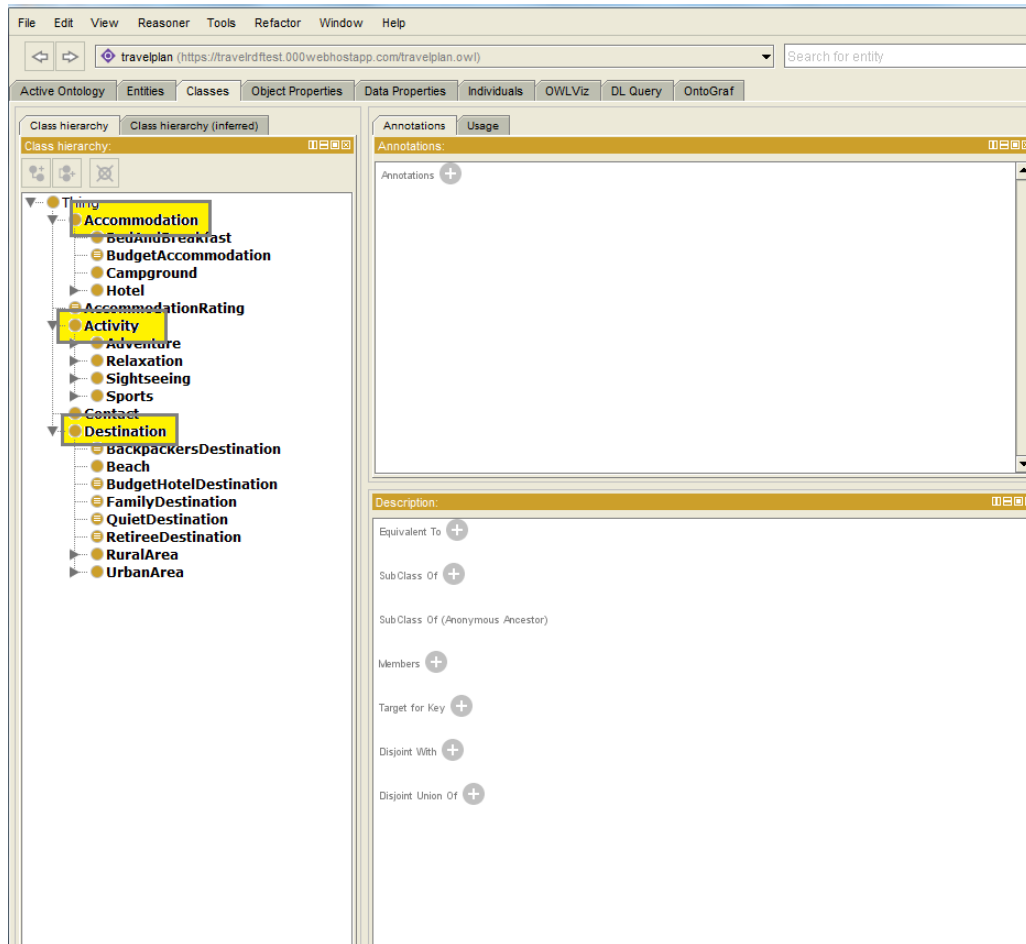 File Edit View Reasoner Tools Refactor Window Help
travelplan (https://travelrdftest.000webhostapp.com/travelplan.owl) Search for entity
Active Ontology Entities Classes Object Properties Data Properties Individuals OWLViz DL Query OntoGraf
Class hierarchy Class hierarchy (inferred)
Class hierarchy:
Thing
Accommodation
BedAndBreakfast
BudgetAccommodation
Campground
Hotel
AccommodationRating
Activity
Adventure
Relaxation
Sightseeing
Sports
Contact
Destination
BackpackersDestination
Beach
BudgetHotelDestination
FamilyDestination
QuietDestination
RetireeDestination
RuralArea
UrbanArea
Annotations Usage
Annotations:
Annotations
Description:
Equivalent To
SubClass Of
SubClass Of (Anonymous Ancestor)
Members
Target for Key
Disjoint With
Disjoint Union Of